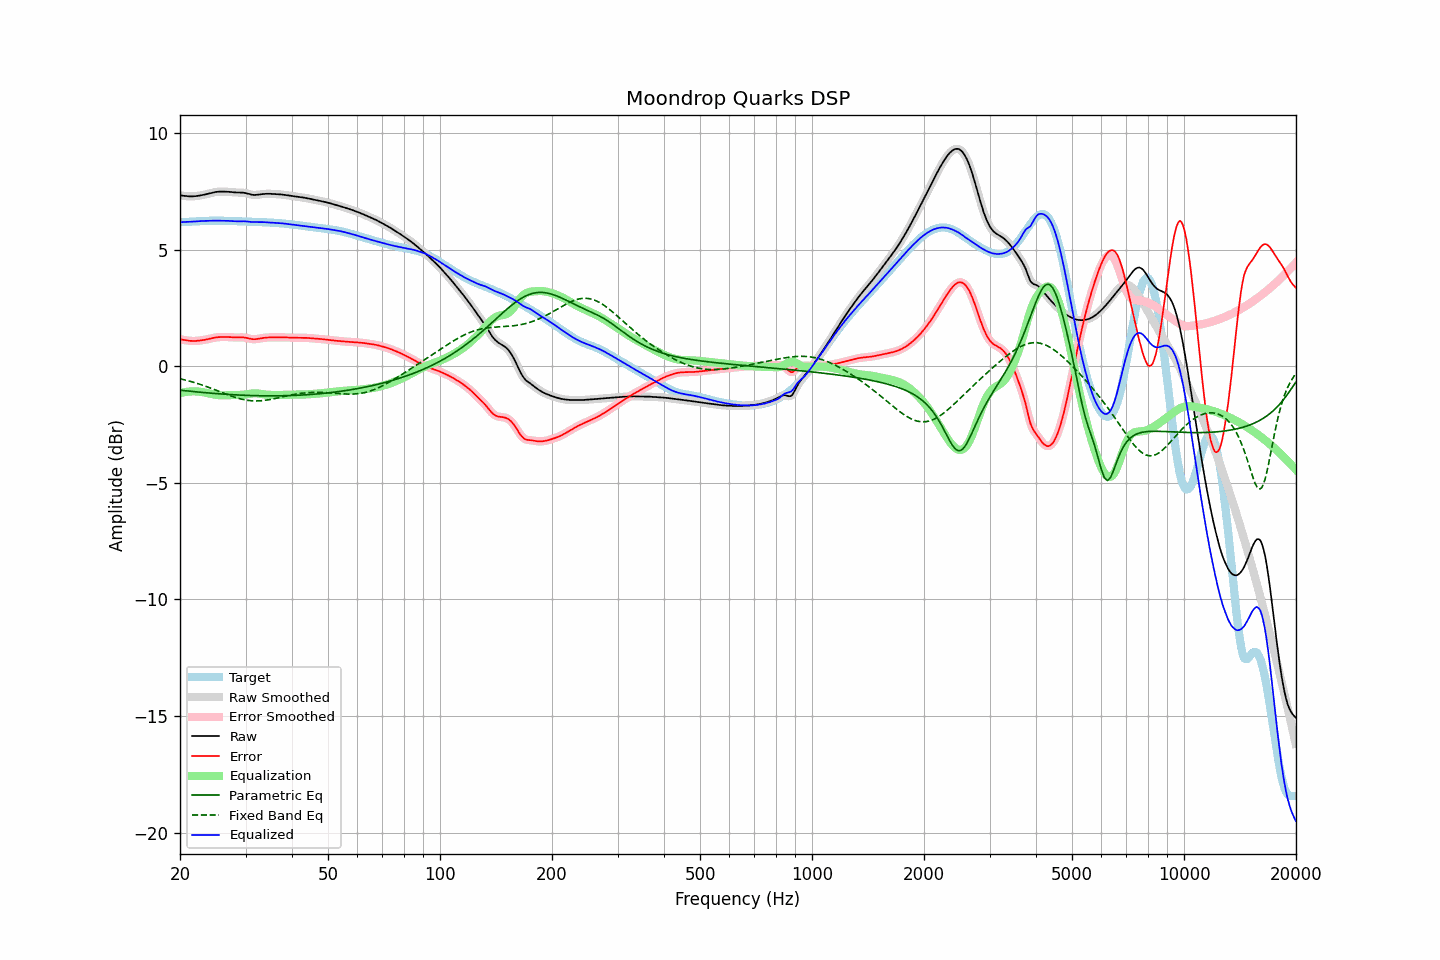 Moondrop Quarks DSP
Amplitude (dBr)
10
5
0
−5
−10
−15
−20
Target
Raw Smoothed
Error Smoothed
Raw
Error
Equalization
Parametric Eq
Fixed Band Eq
Equalized
20 50 100 200 500 1000 2000 5000 10000 20000
Frequency (Hz)